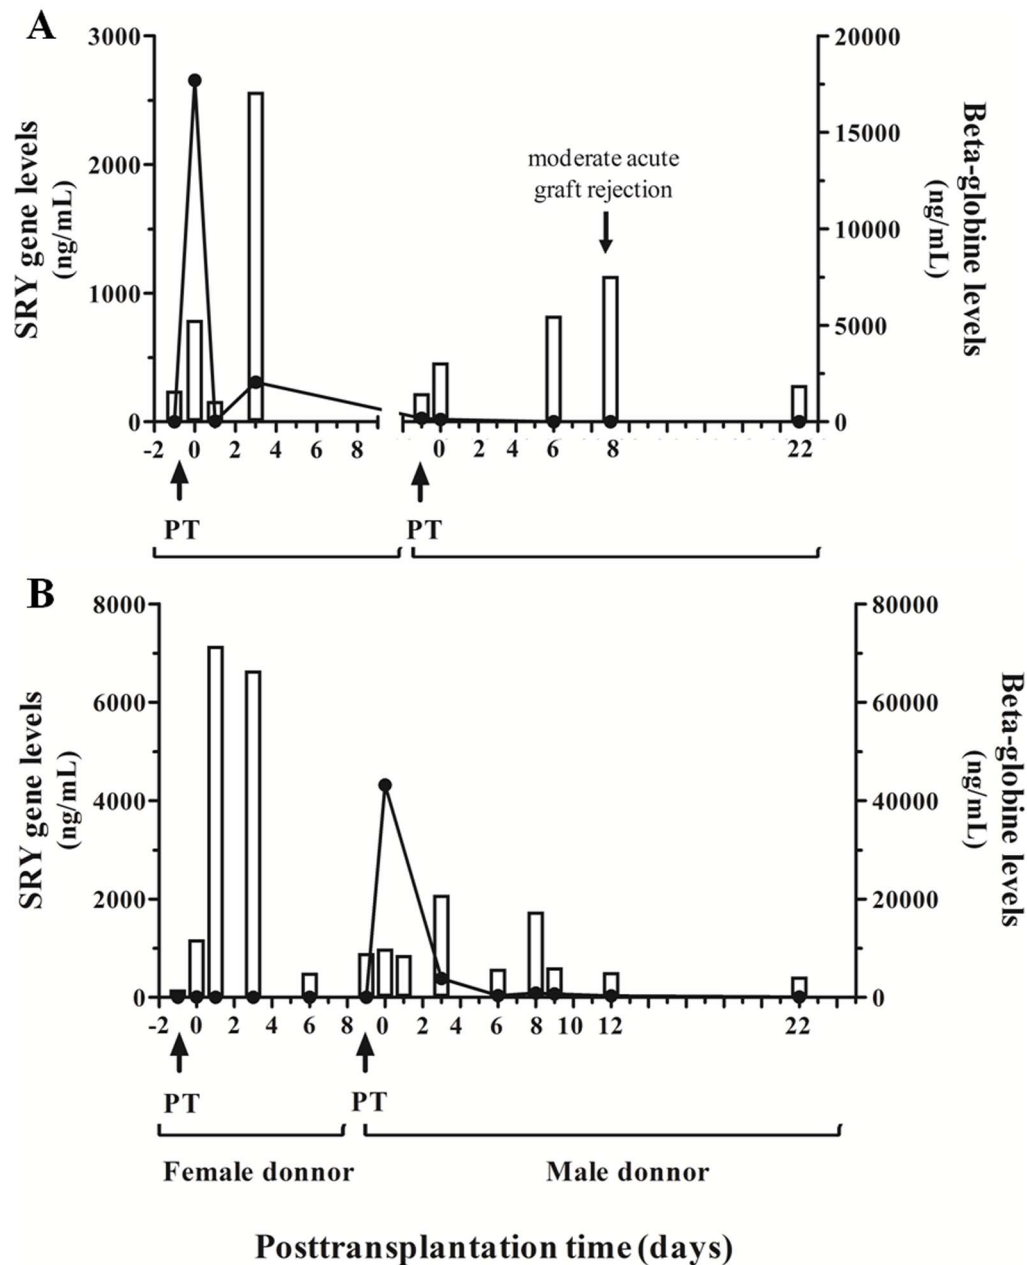 A
SRY gene levels
(ng/mL)
3000
2000
1000
0
20000
15000
10000
5000
0
Beta-globine levels
(ng/mL)
moderate acute
graft rejection
-2 0 2 4 6 8 0 2 4 6 8 22
PT PT
B
SRY gene levels
(ng/mL)
8000
6000
4000
2000
0
80000
60000
40000
20000
0
Beta-globine levels
(ng/mL)
-2 0 2 4 6 8 0 2 4 6 8 10 12 22
PT PT
Female donnor Male donnor
Posttransplantation time (days)